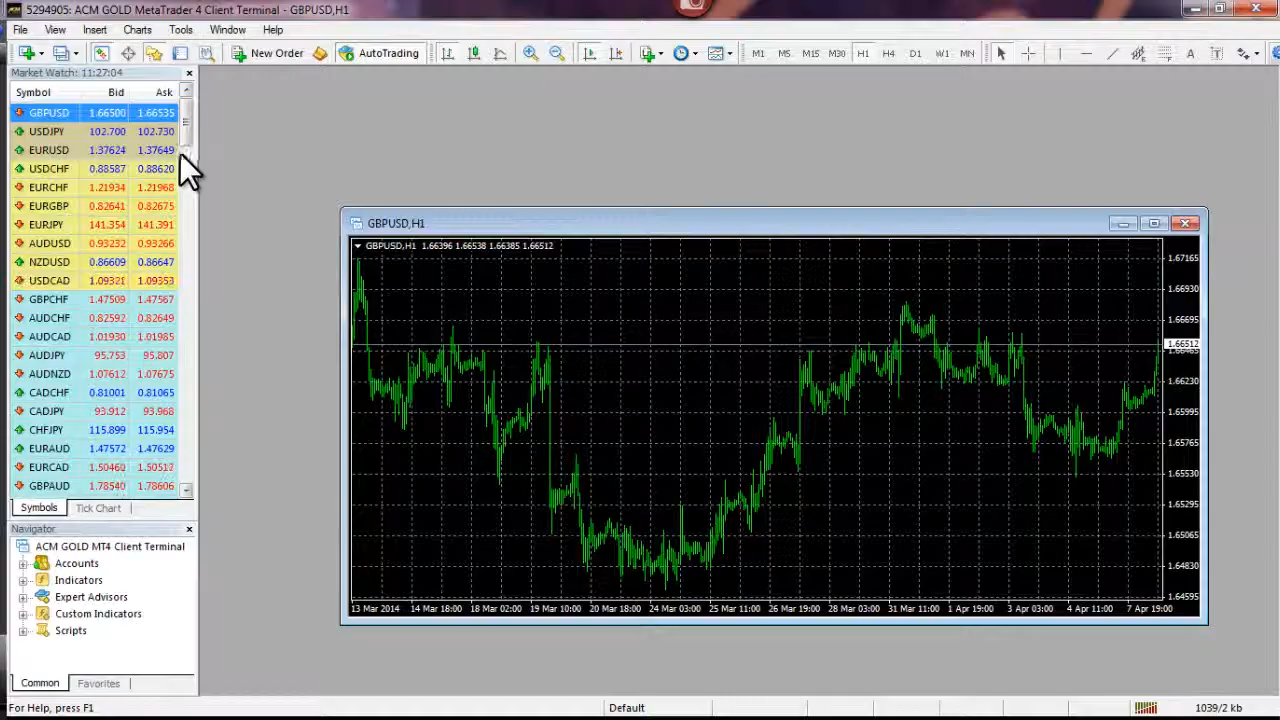 5294905: ACM GOLD MetaTrader 4 Client Terminal - GBPUSD,H1
File View Insert Charts Tools Window Help
New Order AutoTrading M1 M5 M15 M30 H1 H4 D1 W1 MN A T
Market Watch: 11:27:04
Symbol Bid Ask
GBPUSD 1.66500 1.66535
USDJPY 102.700 102.730
EURUSD 1.37624 1.37649
USDCHF 0.88587 0.88620
EURCHF 1.21934 1.21968
EURGBP 0.82641 0.82675
EURJPY 141.354 141.391
AUDUSD 0.93232 0.93266
NZDUSD 0.86609 0.86647
USDCAD 1.09321 1.09353
GBPCHF 1.47509 1.47567
AUDCHF 0.82592 0.82649
AUDCAD 1.01930 1.01985
AUDJPY 95.753 95.807
AUDNZD 1.07612 1.07675
CADCHF 0.81001 0.81065
CADJPY 93.912 93.968
CHFJPY 115.899 115.954
EURAUD 1.47572 1.47629
EURCAD 1.50460 1.50512
GBPAUD 1.78540 1.78606
Symbols Tick Chart
Navigator
ACM GOLD MT4 Client Terminal
Accounts
Indicators
Expert Advisors
Custom Indicators
Scripts
Common Favorites
GBPUSD,H1
GBPUSD,H1 1.66396 1.66538 1.66385 1.66512
1.67165
1.66930
1.66695
1.66512
1.66465
1.66230
1.65995
1.65765
1.65530
1.65295
1.65065
1.64830
1.64595
13 Mar 2014 14 Mar 18:00 18 Mar 02:00 19 Mar 10:00 20 Mar 18:00 24 Mar 03:00 25 Mar 11:00 26 Mar 19:00 28 Mar 03:00 31 Mar 11:00 1 Apr 19:00 3 Apr 03:00 4 Apr 11:00 7 Apr 19:00
For Help, press F1 Default 1039/2 kb